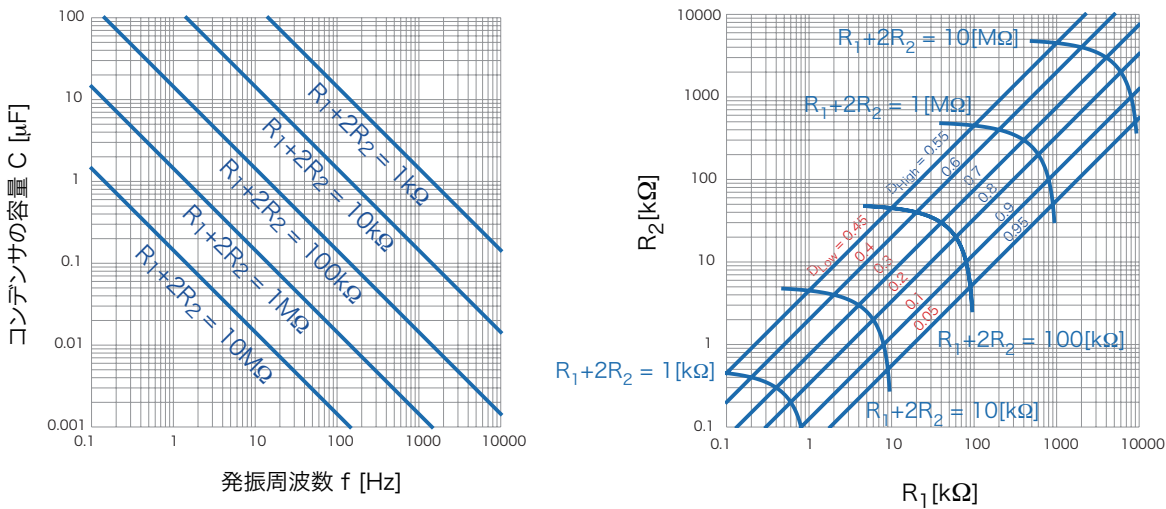 コンデンサの容量 C [μF]
100
10
1
0.1
0.01
0.001
0.1
1
10
100
1000
10000
発振周波数 f [Hz]
R1+2R2 = 1kΩ
R1+2R2 = 10kΩ
R1+2R2 = 100kΩ
R1+2R2 = 1MΩ
R1+2R2 = 10MΩ
R2[kΩ]
10000
1000
100
10
1
0.1
0.1
1
10
100
1000
10000
R1[kΩ]
R1+2R2 = 10[MΩ]
R1+2R2 = 1[MΩ]
R1+2R2 = 100[kΩ]
R1+2R2 = 10[kΩ]
R1+2R2 = 1[kΩ]
DHigh = 0.55
0.6
0.7
0.8
0.9
0.95
DLow = 0.45
0.4
0.3
0.2
0.1
0.05